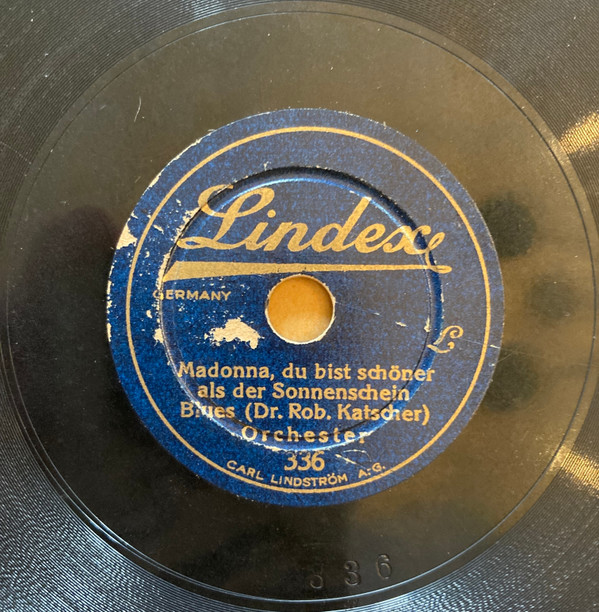 Lindex
GERMANY
L
Madonna, du bist schöner
als der Sonnenschein
Blues (Dr. Rob. Katscher)
Orchester
336
CARL LINDSTRÖM A.-G.
336